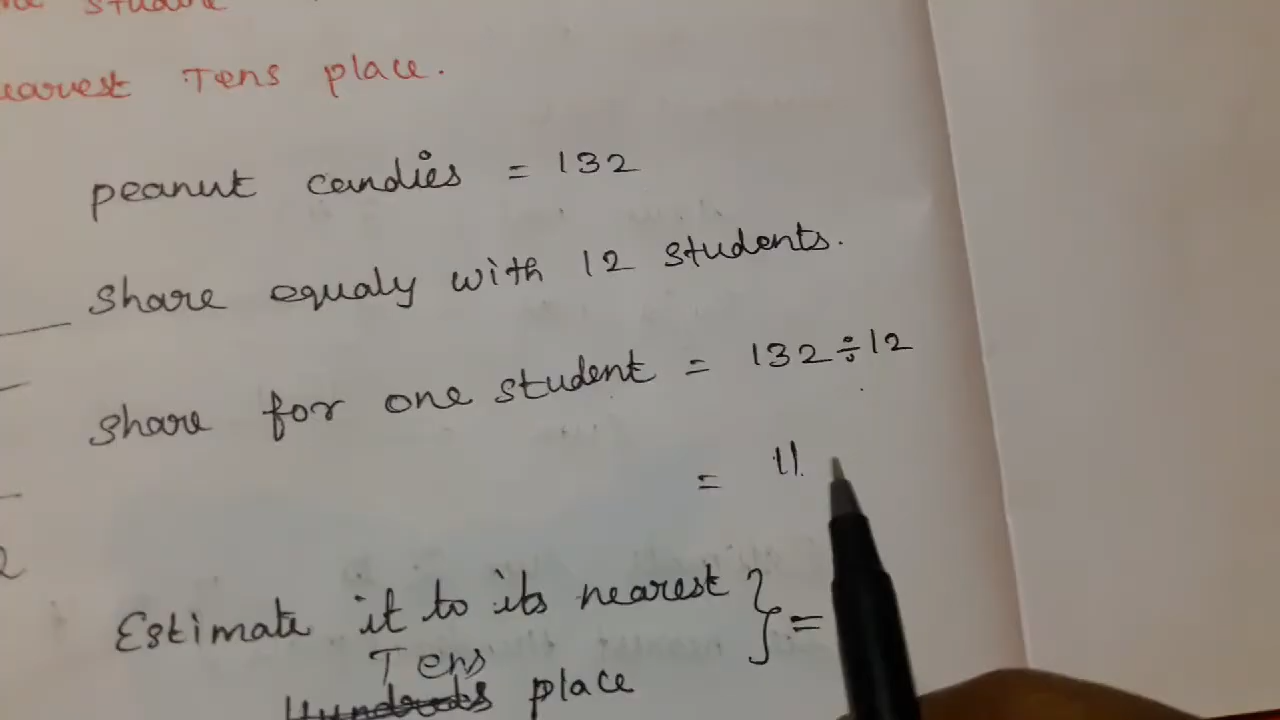 Tens place.
peanut candies = 132
share equaly with 12 students.
share for one student = 132 ÷ 12
= 11
Estimate it to its nearest } =
Tens
Hundreds place